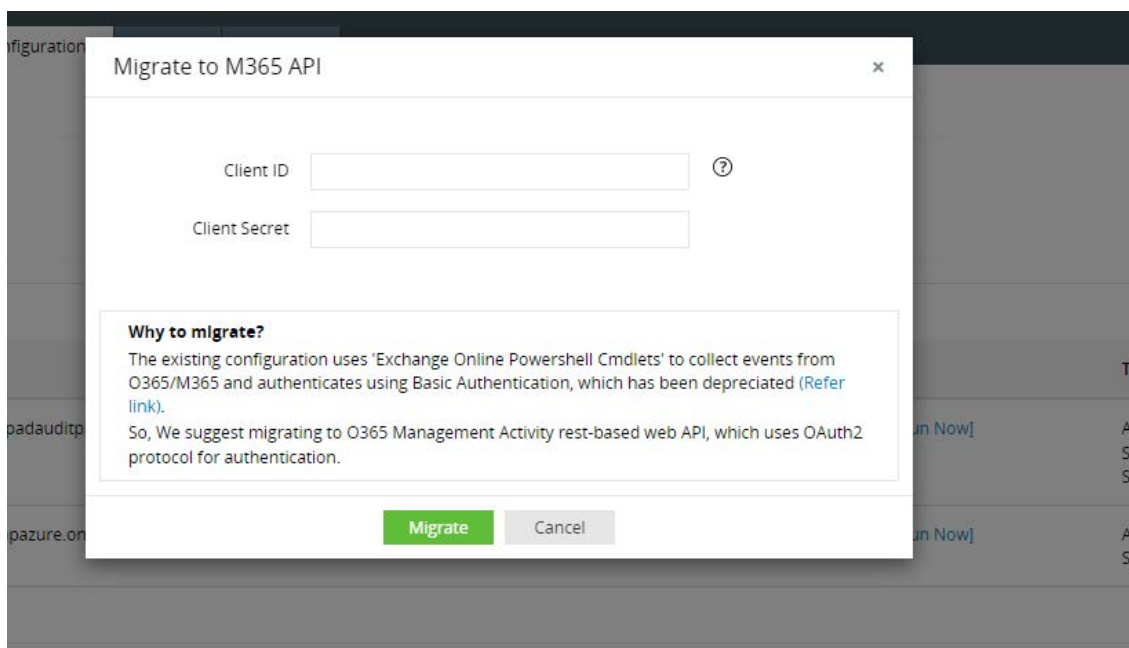 nfiguration
Migrate to M365 API ×
Client ID ?
Client Secret
Why to migrate?
The existing configuration uses 'Exchange Online Powershell Cmdlets' to collect events from
O365/M365 and authenticates using Basic Authentication, which has been depreciated (Refer
link).
So, We suggest migrating to O365 Management Activity rest-based web API, which uses OAuth2
protocol for authentication.
T
padauditp
un Now]
A
S
S
pazure.on
un Now]
A
S
Migrate Cancel